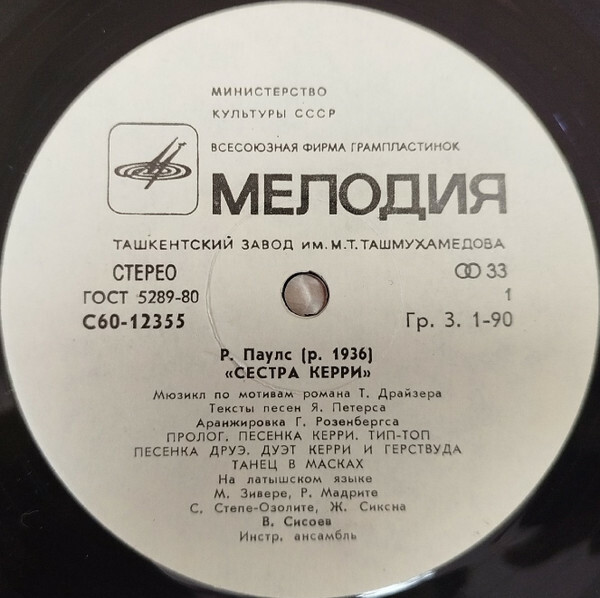 МИНИСТЕРСТВО
КУЛЬТУРЫ СССР
ВСЕСОЮЗНАЯ ФИРМА ГРАМПЛАСТИНОК
МЕЛОДИЯ
ТАШКЕНТСКИЙ ЗАВОД ИМ. М.Т. ТАШМУХАМЕДОВА
СТЕРЕО 33
ГОСТ 5289-80 1
С60-12355 Гр. 3. 1-90
Р. Паулс (р. 1936)
«СЕСТРА КЕРРИ»
Мюзикл по мотивам романа Т. Драйзера
Тексты песен Я. Петерса
Аранжировка Г. Розенбергса
ПРОЛОГ. ПЕСЕНКА КЕРРИ. ТИП-ТОП
ПЕСЕНКА ДРУЭ. ДУЭТ КЕРРИ И ГЕРСТВУДА
ТАНЕЦ В МАСКАХ
На латышском языке
М. Зивере, Р. Мадрите
С. Степе-Озолите, Ж. Сиксна
В. Сисоев
Инстр. ансамбль